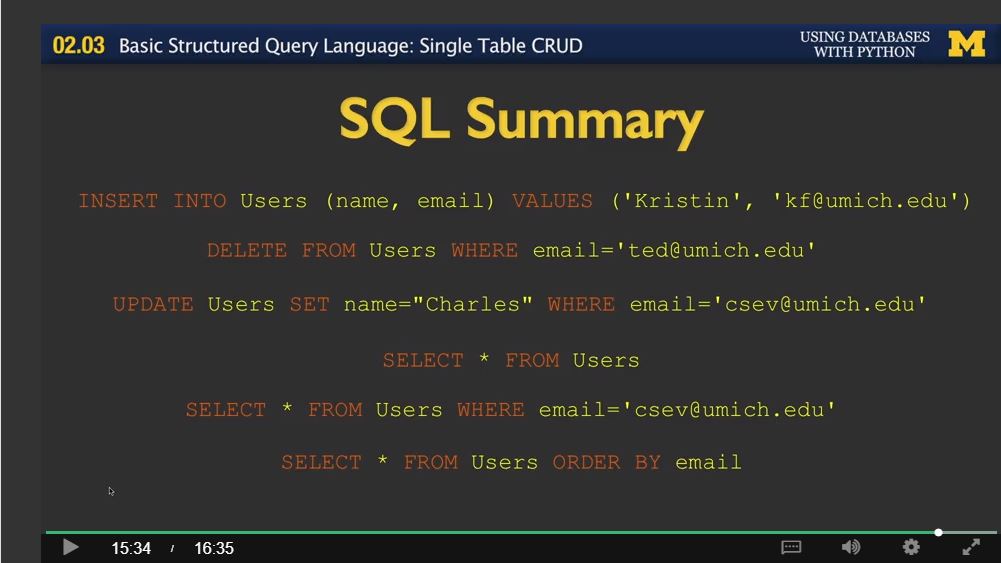 02.03 Basic Structured Query Language: Single Table CRUD
USING DATABASES
WITH PYTHON
M
SQL Summary
INSERT INTO Users (name, email) VALUES ('Kristin', 'kf@umich.edu')
DELETE FROM Users WHERE email='ted@umich.edu'
UPDATE Users SET name="Charles" WHERE email='csev@umich.edu'
SELECT * FROM Users
SELECT * FROM Users WHERE email='csev@umich.edu'
SELECT * FROM Users ORDER BY email
15:34 / 16:35